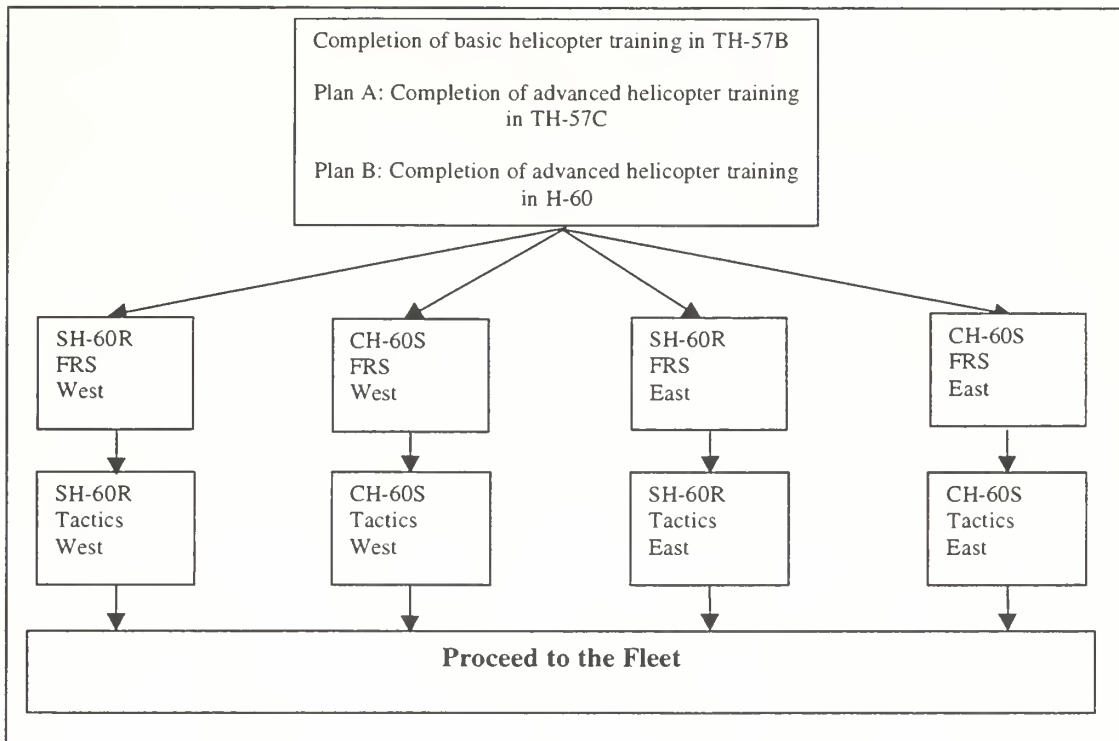 Completion of basic helicopter training in TH-57B
Plan A: Completion of advanced helicopter training
in TH-57C
Plan B: Completion of advanced helicopter training
in H-60
SH-60R
FRS
West
CH-60S
FRS
West
SH-60R
FRS
East
CH-60S
FRS
East
SH-60R
Tactics
West
CH-60S
Tactics
West
SH-60R
Tactics
East
CH-60S
Tactics
East
Proceed to the Fleet